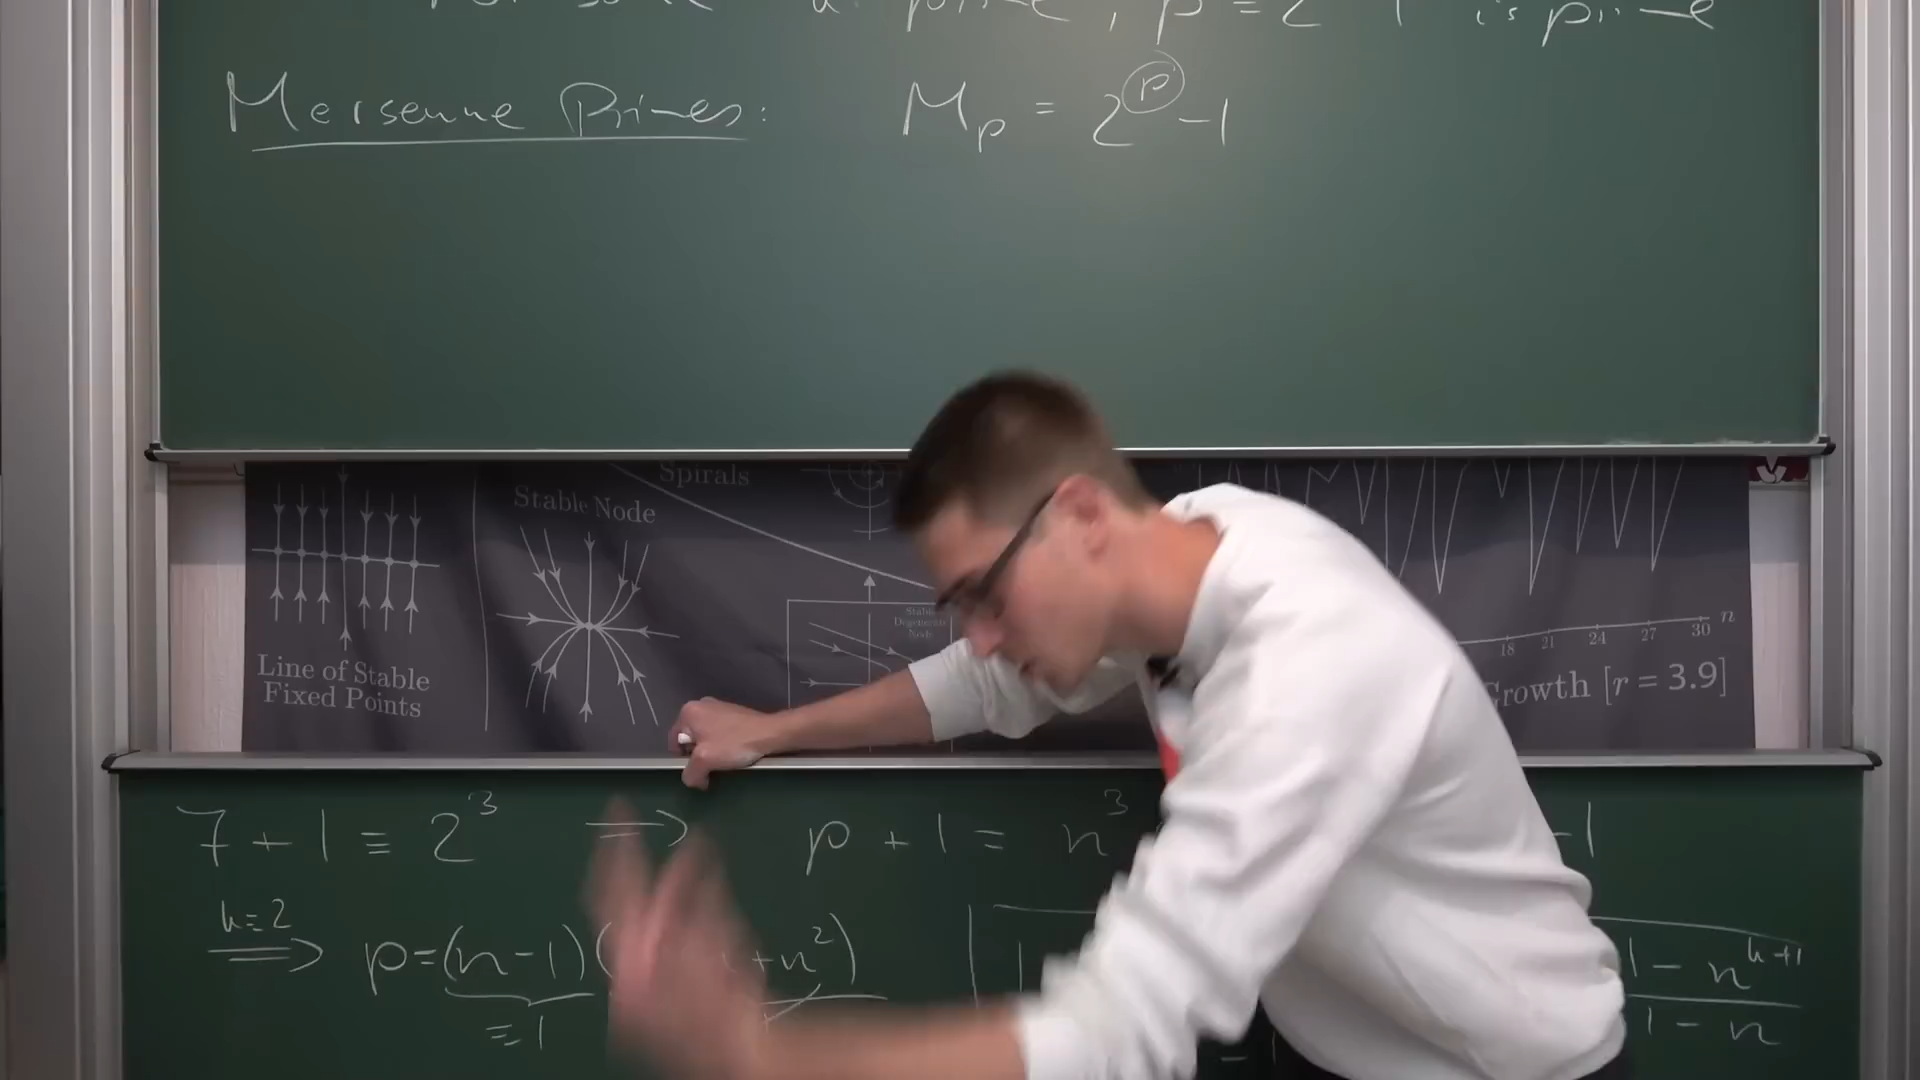 is prime
Mersenne Primes: M_p = 2^p - 1
Spirals
Stable Node
Stable
Degenerate
Node
n
18 21 24 27 30
Line of Stable
Fixed Points
Growth [r = 3.9]
7 + 1 = 2^3 ⟹ p + 1 = n^3 -1
k=2
⟹ p=(n-1)( +n^2) 1 - n^{k+1}
=1 1 - n